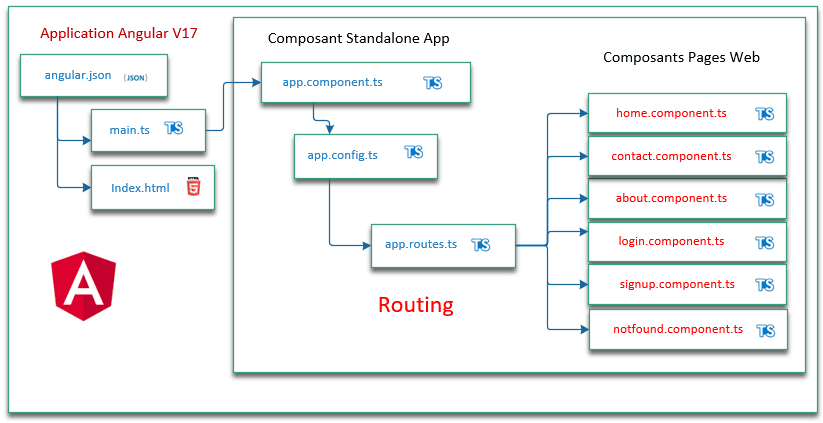 Application Angular V17
Composant Standalone App
Composants Pages Web
angular.json
{JSON}
app.component.ts
TS
main.ts
TS
home.component.ts
TS
app.config.ts
TS
contact.component.ts
TS
Index.html
HTML
5
about.component.ts
TS
app.routes.ts
TS
login.component.ts
TS
signup.component.ts
TS
Routing
notfound.component.ts
TS
A